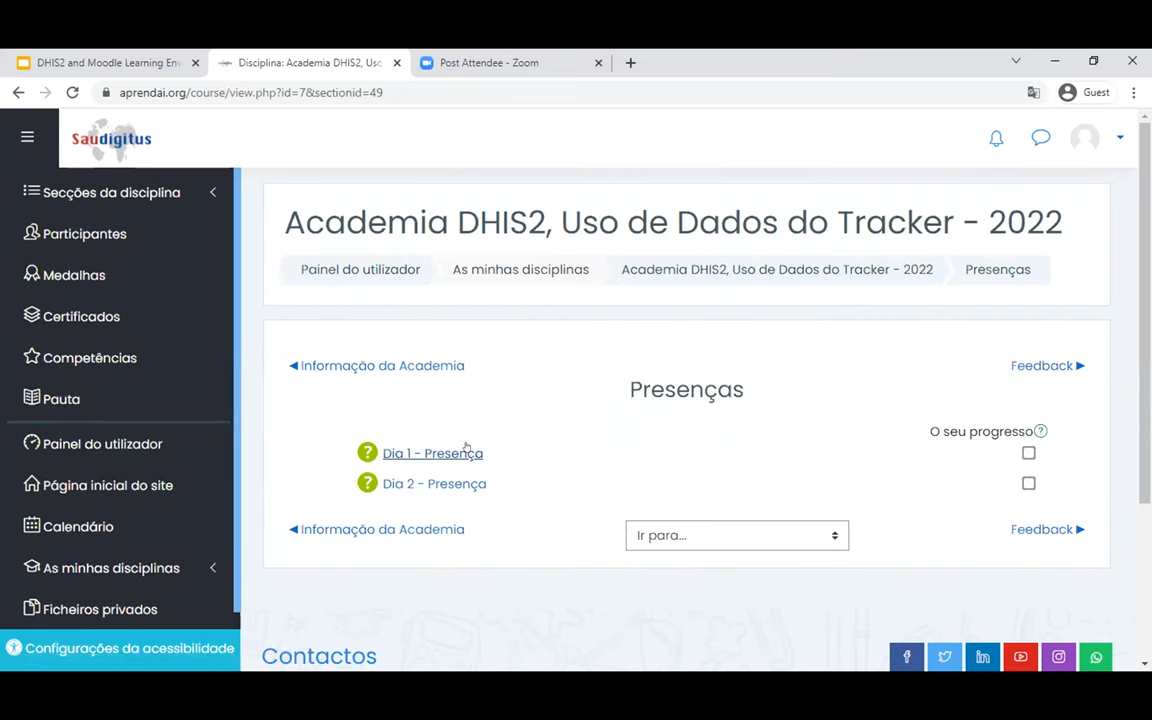 DHIS2 and Moodle Learning Env
Disciplina: Academia DHIS2, Uso
Post Attendee - Zoom
aprendai.org/course/view.php?id=7&sectionid=49
Guest
Saudigitus
Secções da disciplina
Participantes
Medalhas
Certificados
Competências
Pauta
Painel do utilizador
Página inicial do site
Calendário
As minhas disciplinas
Ficheiros privados
Configurações da acessibilidade
Academia DHIS2, Uso de Dados do Tracker - 2022
Painel do utilizador As minhas disciplinas Academia DHIS2, Uso de Dados do Tracker - 2022 Presenças
◀ Informação da Academia Feedback ▶
Presenças
O seu progresso ?
? Dia 1 - Presença
? Dia 2 - Presença
◀ Informação da Academia Ir para... Feedback ▶
Contactos